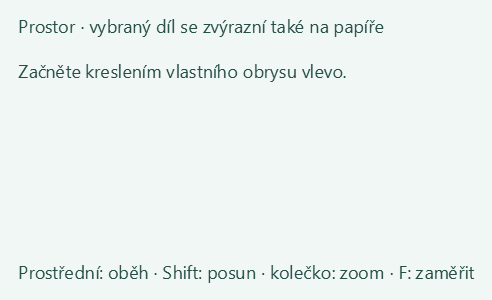 Prostor · vybraný díl se zvýrazní také na papíře
Začněte kreslením vlastního obrysu vlevo.
Prostřední: oběh · Shift: posun · kolečko: zoom · F: zaměřit